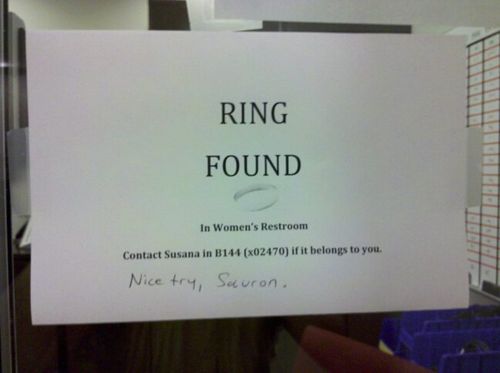 RING
FOUND
In Women's Restroom
Contact Susana in B144 (x02470) if it belongs to you.
Nice try, Sauron.